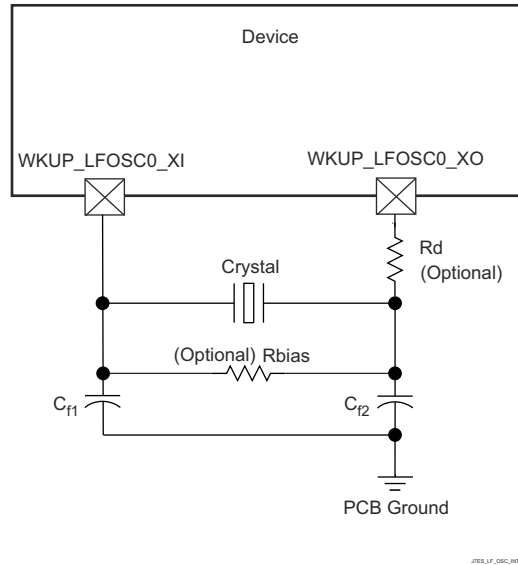 Device
WKUP_LFOSC0_XI
WKUP_LFOSC0_XO
Rd
(Optional)
Crystal
(Optional) Rbias
Cf1
Cf2
PCB Ground
J7ES_LF_OSC_INT